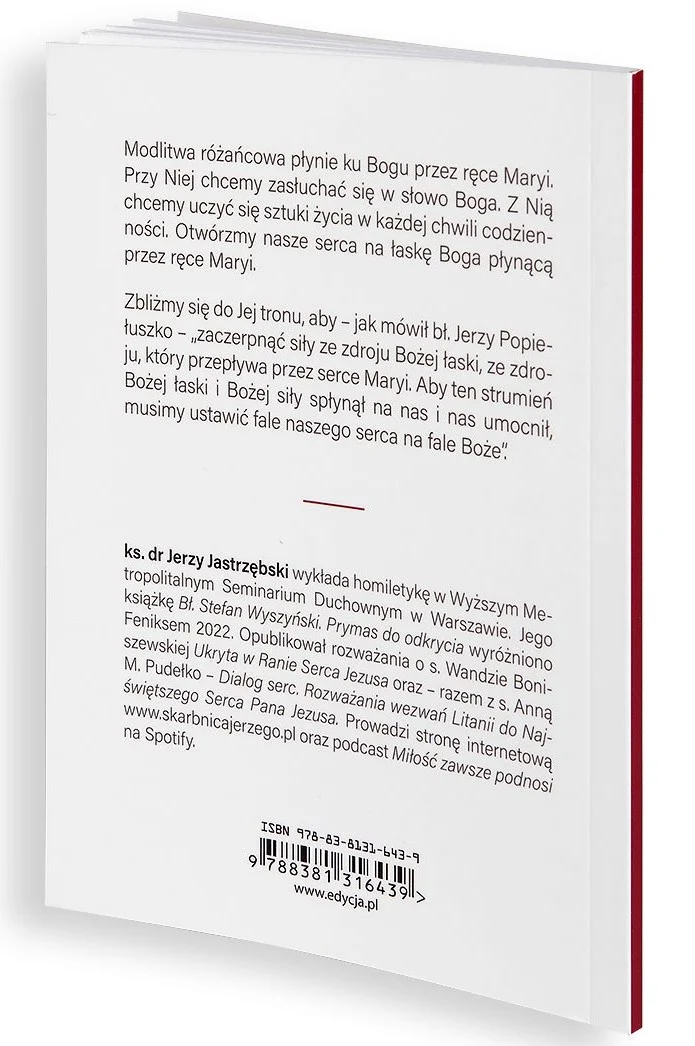 Modlitwa różańcowa płynie ku Bogu przez ręce Maryi.
Przy Niej chcemy zasłuchać się w słowo Boga. Z Nią
chcemy uczyć się sztuki życia w każdej chwili codzien-
ności. Otwórzmy nasze serca na łaskę Boga płynącą
przez ręce Maryi.
Zbliżmy się do Jej tronu, aby – jak mówił bł. Jerzy Popie-
łuszko – „zaczerpnąć siły ze zdroju Bożej łaski, ze zdro-
ju, który przepływa przez serce Maryi. Aby ten strumień
Bożej łaski i Bożej siły spłynął na nas i nas umocnił,
musimy ustawić fale naszego serca na fale Boże”.
ks. dr Jerzy Jastrzębski wykłada homiletykę w Wyższym Me-
tropolitalnym Seminarium Duchownym w Warszawie. Jego
książkę Bł. Stefan Wyszyński. Prymas do odkrycia wyróżniono
Feniksem 2022. Opublikował rozważania o s. Wandzie Boni-
szewskiej Ukryta w Ranie Serca Jezusa oraz – razem z s. Anną
M. Pudełko – Dialog serc. Rozważania wezwań Litanii do Naj-
świętszego Serca Pana Jezusa. Prowadzi stronę internetową
www.skarbnicajerzego.pl oraz podcast Miłość zawsze podnosi
na Spotify.
ISBN 978-83-8131-643-9
9 788381 316439 >
www.edycja.pl